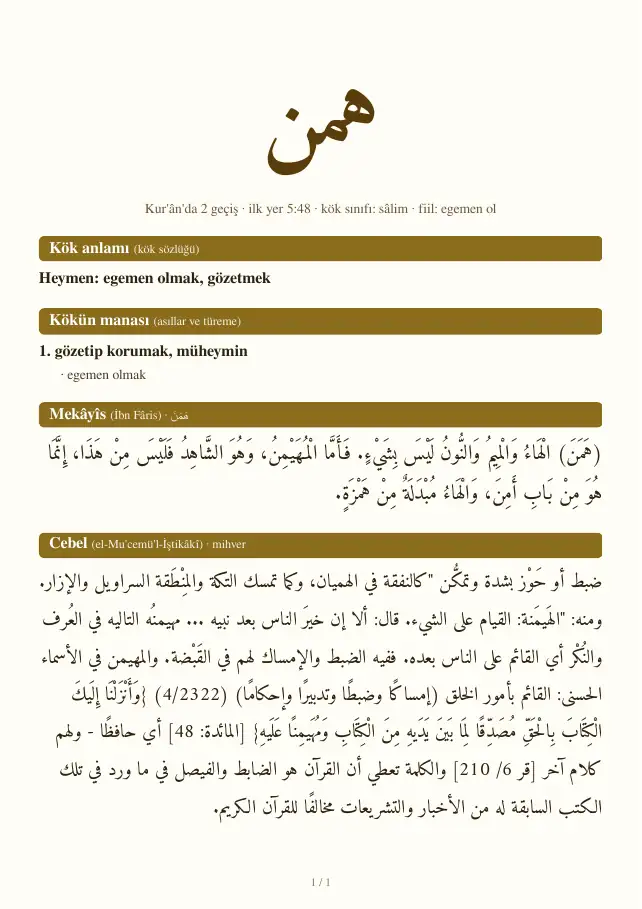 همن
Kur'ân'da 2 geçiş · ilk yer 5:48 · kök sınıfı: sâlim · fiil: egemen ol
Kök anlamı (kök sözlüğü)
Heymen: egemen olmak, gözetmek
Kökün manası (asıllar ve türeme)
1. gözetip korumak, müheymin
· egemen olmak
Mekâyîs (İbn Fâris) · هَمَنَ
(هَمَنَ) الْهَاءُ وَالْمِيمُ وَالنُّونُ لَيْسَ بِشَيْءٍ. فَأَمَّا الْمُهَيْمِنُ، وَهُوَ الشَّاهِدُ فَلَيْسَ مِنْ هَذَا، إِنَّمَا
هُوَ مِنْ بَابِ أَمِنَ، وَالْهَاءُ مُبْدَلَةٌ مِنْ هَمْزَةٍ.
Cebel (el-Mu'cemü'l-İştikâkî) · mihver
ضبط أو حَوْز بشدة وتمكُّن "كالنفقة في الهميان، وكما تمسك التكة والمِنْطَقة السراويل والإزار.
ومنه: "الهَيمَنة: القيام على الشيء. قال: ألا إن خيرَ الناس بعد نبيه ... مهيمنُه التاليه في العُرف
والنُكْر أي القائم على الناس بعده. ففيه الضبط والإمساك لهم في القَبْضة. والمهيمن في الأسماء
الحسنى: القائم بأمور الخلق (إمساكًا وضبطًا وتدبيرًا وإحكامًا) (4/2322) {وَأَنْزَلْنَا إِلَيكَ
الْكِتَابَ بِالْحَقِّ مُصَدِّقًا لِمَا بَيْنَ يَدَيهِ مِنَ الْكِتَابِ وَمُهَيمِنًا عَلَيهِ} [المائدة: 48] أي حافظًا - ولهم
كلام آخر [قر 6/ 210] والكلمة تعطي أن القرآن هو الضابط والفيصل في ما ورد في تلك
الكتب السابقة له من الأخبار والتشريعات مخالفًا للقرآن الكريم.
1 / 1